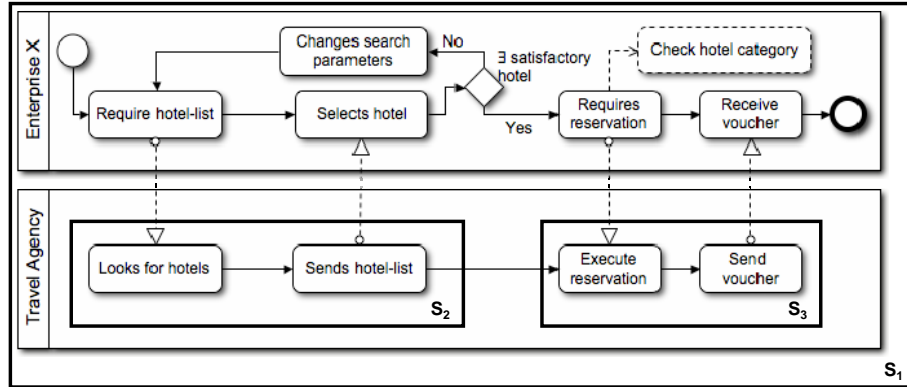 Enterprise X
Changes search
parameters
No
∃ satisfactory
hotel
Check hotel category
Require hotel-list
Selects hotel
Yes
Requires
reservation
Receive
voucher
Travel Agency
Looks for hotels
Sends hotel-list
S₂
Execute
reservation
Send
voucher
S₃
S₁